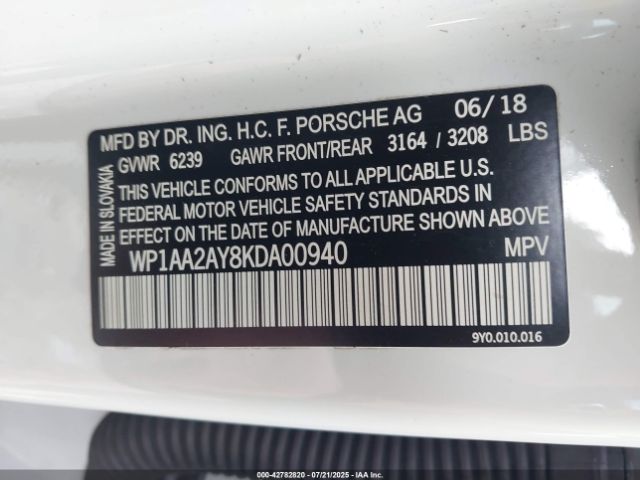 MFD BY DR. ING. H.C. F. PORSCHE AG 06/18
GVWR 6239 GAWR FRONT/REAR 3164 / 3208 LBS
THIS VEHICLE CONFORMS TO ALL APPLICABLE U.S.
FEDERAL MOTOR VEHICLE SAFETY STANDARDS IN
EFFECT ON THE DATE OF MANUFACTURE SHOWN ABOVE
WP1AA2AY8KDA00940 MPV
MADE IN SLOVAKIA
9Y0.010.016
000-42782820 | 07/21/2025 | IAA Inc.